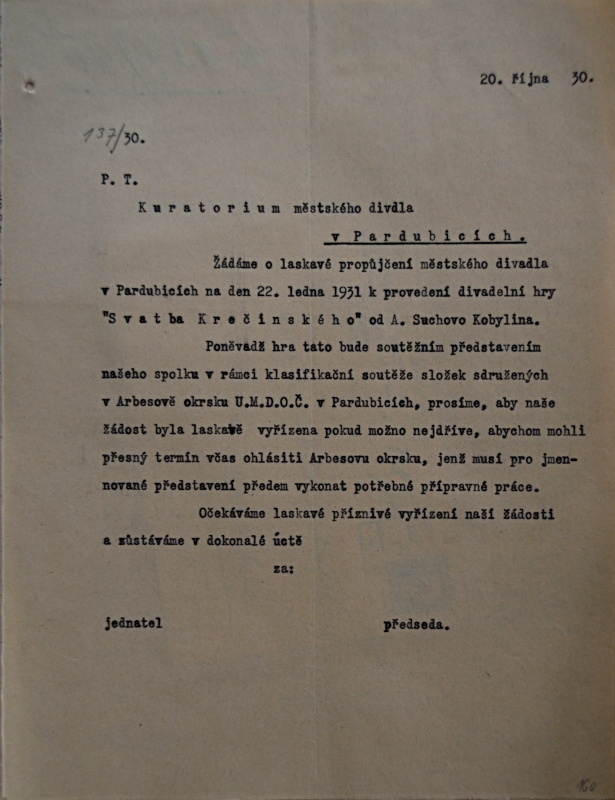 20. října 30.
137/30.
P. T.
Kuratorium městského divdla
v Pardubicích.
Žádáme o laskavé propůjčení městského divadla
v Pardubicích na den 22. ledna 1931 k provedení divadelní hry
"Svatba Krečinského" od A. Suchovo Kobylina.
Poněvadž hra tato bude soutěžním představením
našeho spolku v rámci klasifikační soutěže složek sdružených
v Arbesově okrsku U.M.D.O.Č. v Pardubicích, prosíme, aby naše
žádost byla laskavě vyřízena pokud možno nejdříve, abychom mohli
přesný termín včas ohlásiti Arbesovu okrsku, jenž musí pro jmen-
nované představení předem vykonat potřebné přípravné práce.
Očekáváme laskavé příznivé vyřízení naší žádosti
a zůstáváme v dokonalé úctě
za:
jednatel předseda.
160